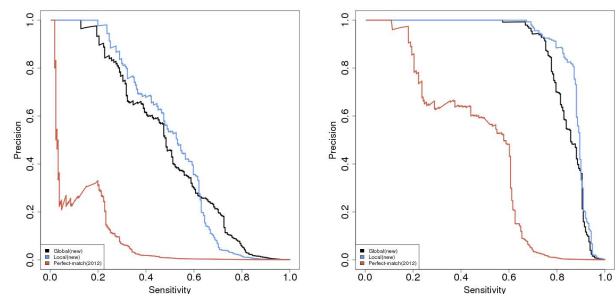 Precision
1.0
0.8
0.6
0.4
0.2
0.0
Global(new)
Local(new)
Perfect-match(2012)
0.0 0.2 0.4 0.6 0.8 1.0
Sensitivity
Precision
1.0
0.8
0.6
0.4
0.2
0.0
Global(new)
Local(new)
Perfect-match(2012)
0.0 0.2 0.4 0.6 0.8 1.0
Sensitivity